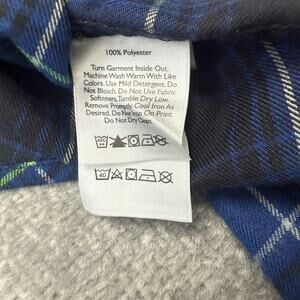 100% Polyester
Turn Garment Inside Out.
Machine Wash Warm With Like
Colors. Use Mild Detergent. Do
Not Bleach. Do Not Use Fabric
Softeners, Tumble Dry Low.
Remove Promptly. Cool Iron As
Desired. Do Not Iron On Print.
Do Not Dry Clean.
40